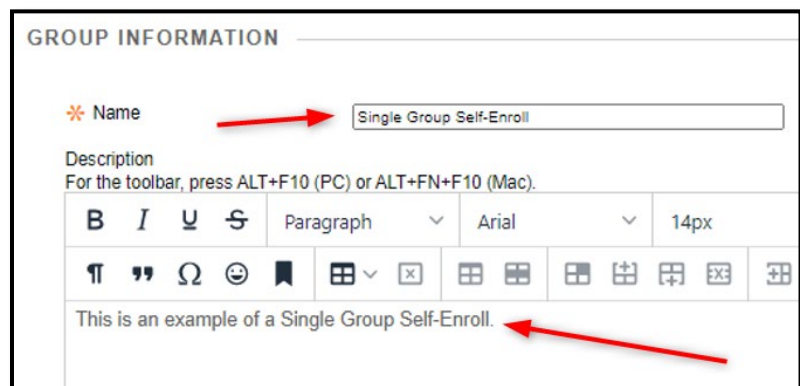 GROUP INFORMATION
Name
Single Group Self-Enroll
Description
For the toolbar, press ALT+F10 (PC) or ALT+FN+F10 (Mac).
B I U S Paragraph Arial 14px
¶ " Ω
This is an example of a Single Group Self-Enroll.